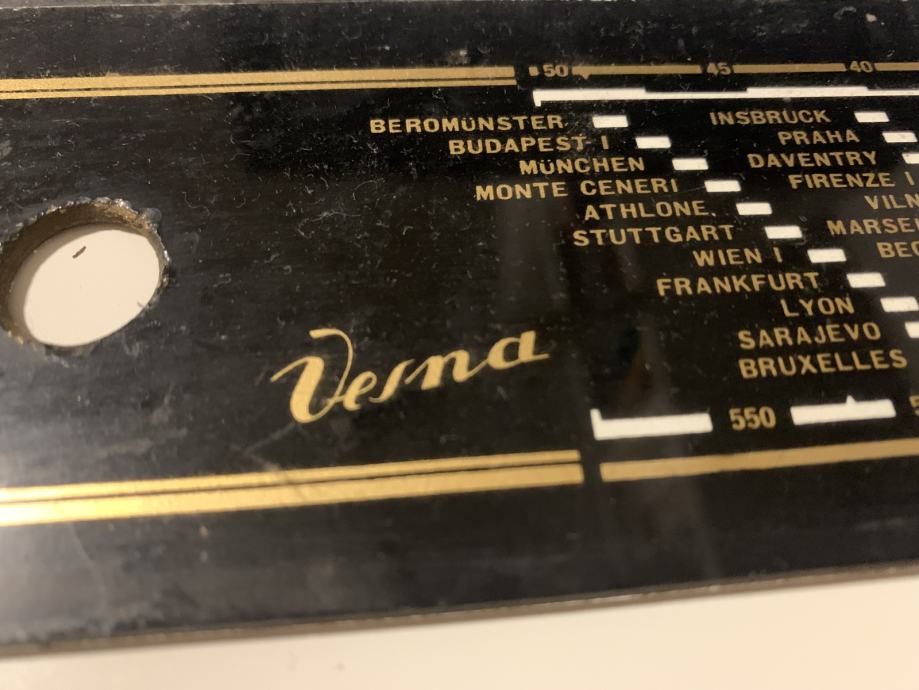 50 45 40
BEROMÜNSTER INSBRUCK
BUDAPEST I PRAHA
MÜNCHEN DAVENTRY
MONTE CENERI FIRENZE I
ATHLONE.
STUTTGART
WIEN I
FRANKFURT
LYON
SARAJEVO
BRUXELLES
Vesna
550